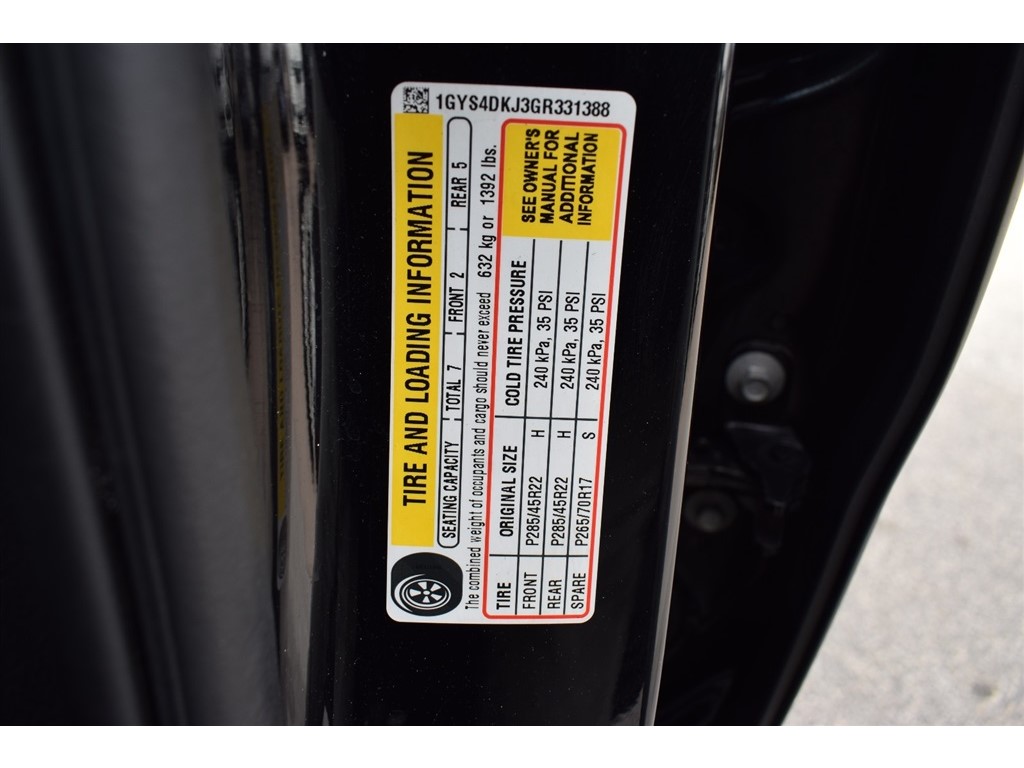 1GYS4DKJ3GR331388
TIRE AND LOADING INFORMATION
SEATING CAPACITY TOTAL 7 FRONT 2 REAR 5
The combined weight of occupants and cargo should never exceed 632 kg or 1392 lbs.
TIRE ORIGINAL SIZE COLD TIRE PRESSURE
FRONT P285/45R22 H 240 kPa, 35 PSI
REAR P285/45R22 H 240 kPa, 35 PSI
SPARE P265/70R17 S 240 kPa, 35 PSI
SEE OWNER'S
MANUAL FOR
ADDITIONAL
INFORMATION